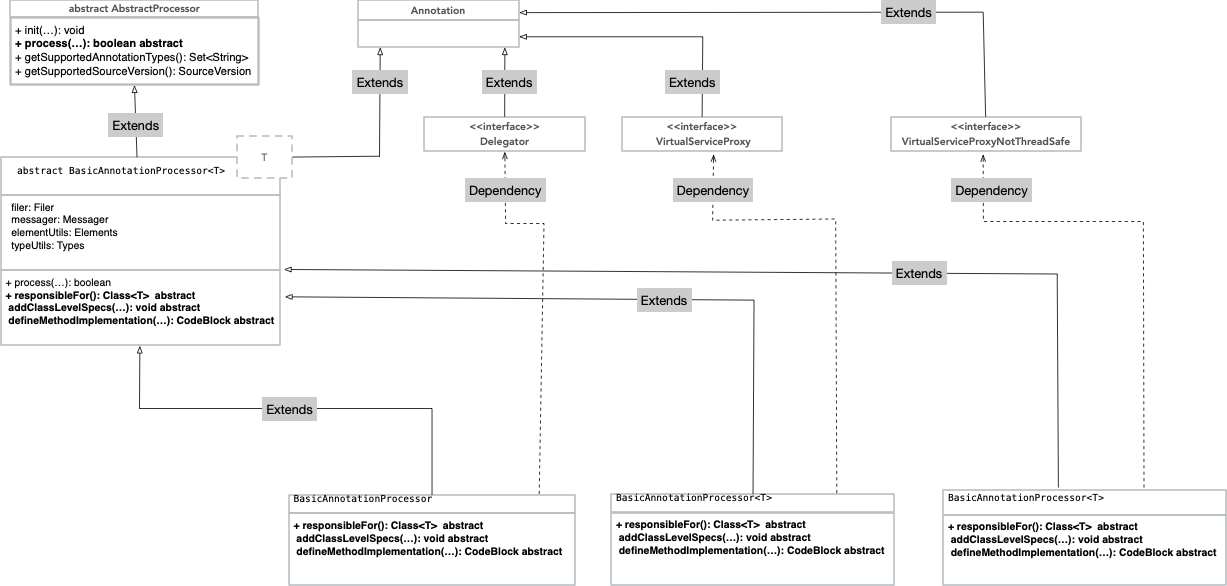 abstract AbstractProcessor
+ init(...): void
+ process(...): boolean abstract
+ getSupportedAnnotationTypes(): Set<String>
+ getSupportedSourceVersion(): SourceVersion
Annotation
Extends
Extends
Extends
Extends
Extends
<<interface>>
Delegator
<<interface>>
VirtualServiceProxy
<<interface>>
VirtualServiceProxyNotThreadSafe
T
abstract BasicAnnotationProcessor<T>
filer: Filer
messager: Messager
elementUtils: Elements
typeUtils: Types
+ process(...): boolean
+ responsibleFor(): Class<T> abstract
addClassLevelSpecs(...): void abstract
defineMethodImplementation(...): CodeBlock abstract
Dependency
Dependency
Dependency
Extends
Extends
Extends
BasicAnnotationProcessor
+ responsibleFor(): Class<T> abstract
addClassLevelSpecs(...): void abstract
defineMethodImplementation(...): CodeBlock abstract
BasicAnnotationProcessor<T>
+ responsibleFor(): Class<T> abstract
addClassLevelSpecs(...): void abstract
defineMethodImplementation(...): CodeBlock abstract
BasicAnnotationProcessor<T>
+ responsibleFor(): Class<T> abstract
addClassLevelSpecs(...): void abstract
defineMethodImplementation(...): CodeBlock abstract